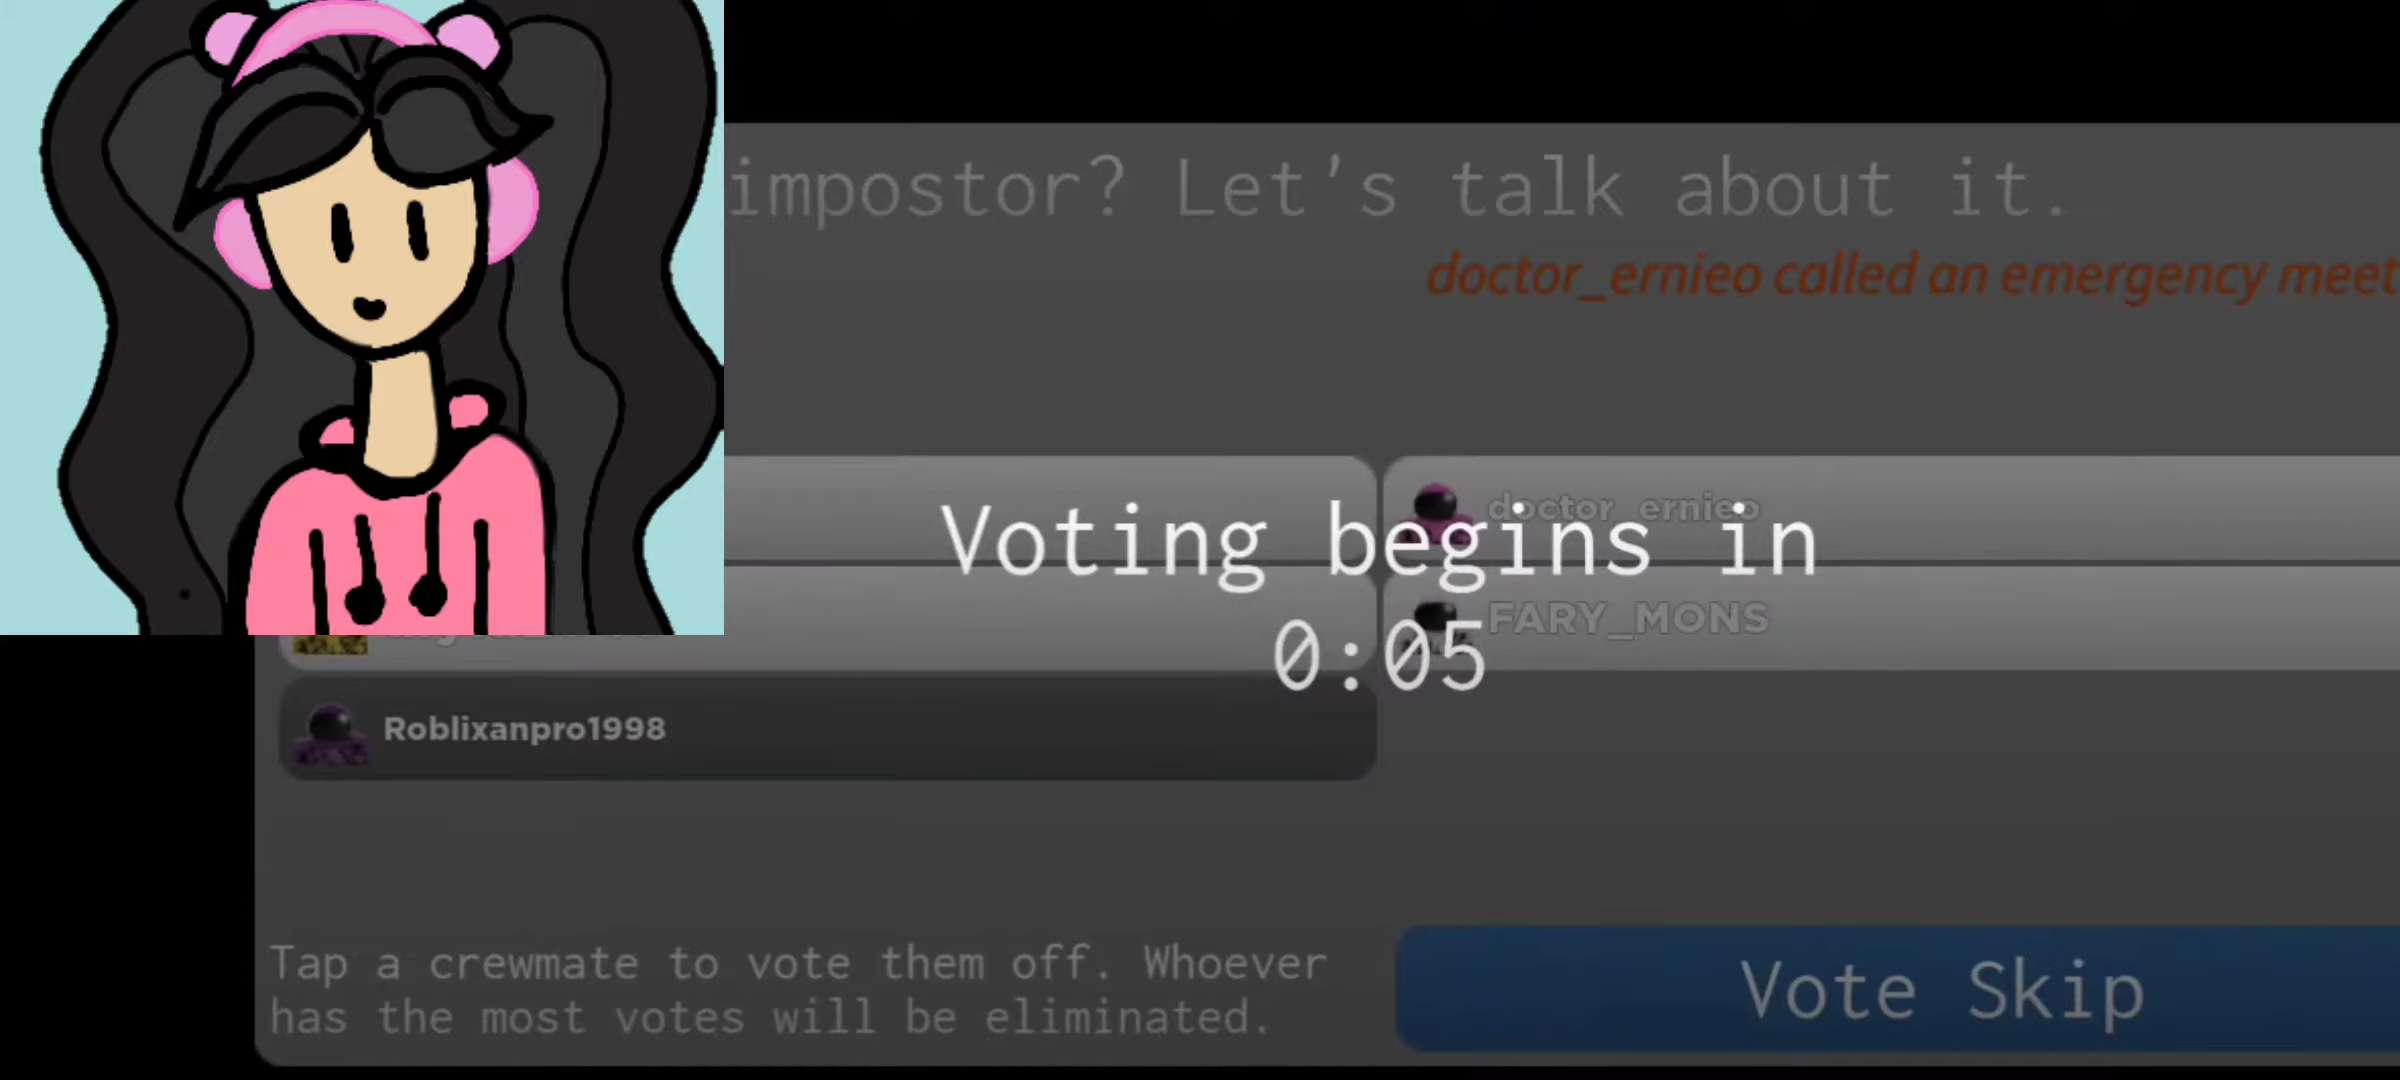 impostor? Let's talk about it.
doctor_ernieo called an emergency meet
doctor_ernieo
Voting begins in
FARY_MONS
0:05
Roblixanpro1998
Tap a crewmate to vote them off. Whoever
has the most votes will be eliminated.
Vote Skip